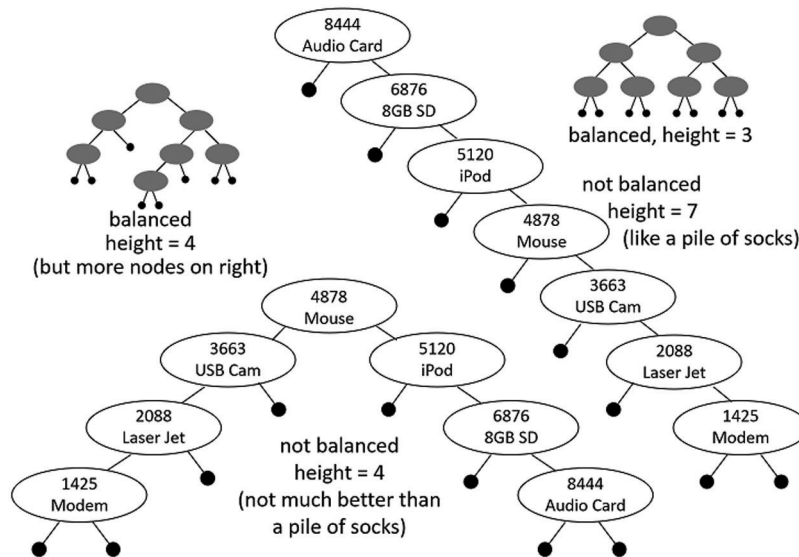 8444
Audio Card
6876
8GB SD
balanced, height = 3
5120
iPod
not balanced
height = 7
(like a pile of socks)
4878
Mouse
balanced
height = 4
(but more nodes on right)
3663
USB Cam
2088
Laser Jet
1425
Modem
4878
Mouse
3663
USB Cam
5120
iPod
2088
Laser Jet
6876
8GB SD
1425
Modem
8444
Audio Card
not balanced
height = 4
(not much better than
a pile of socks)